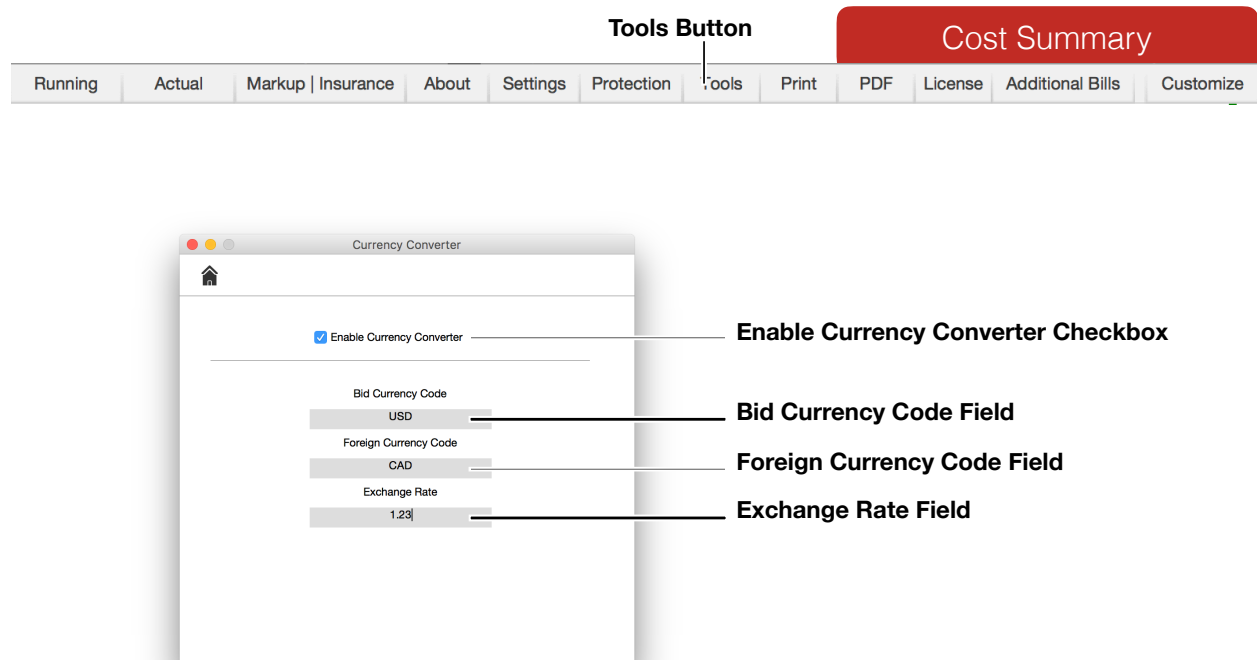 Tools Button
Cost Summary
Running Actual Markup | Insurance About Settings Protection Tools Print PDF License Additional Bills Customize
Currency Converter
Enable Currency Converter
Enable Currency Converter Checkbox
Bid Currency Code
USD
Bid Currency Code Field
Foreign Currency Code
CAD
Foreign Currency Code Field
Exchange Rate
1.23
Exchange Rate Field